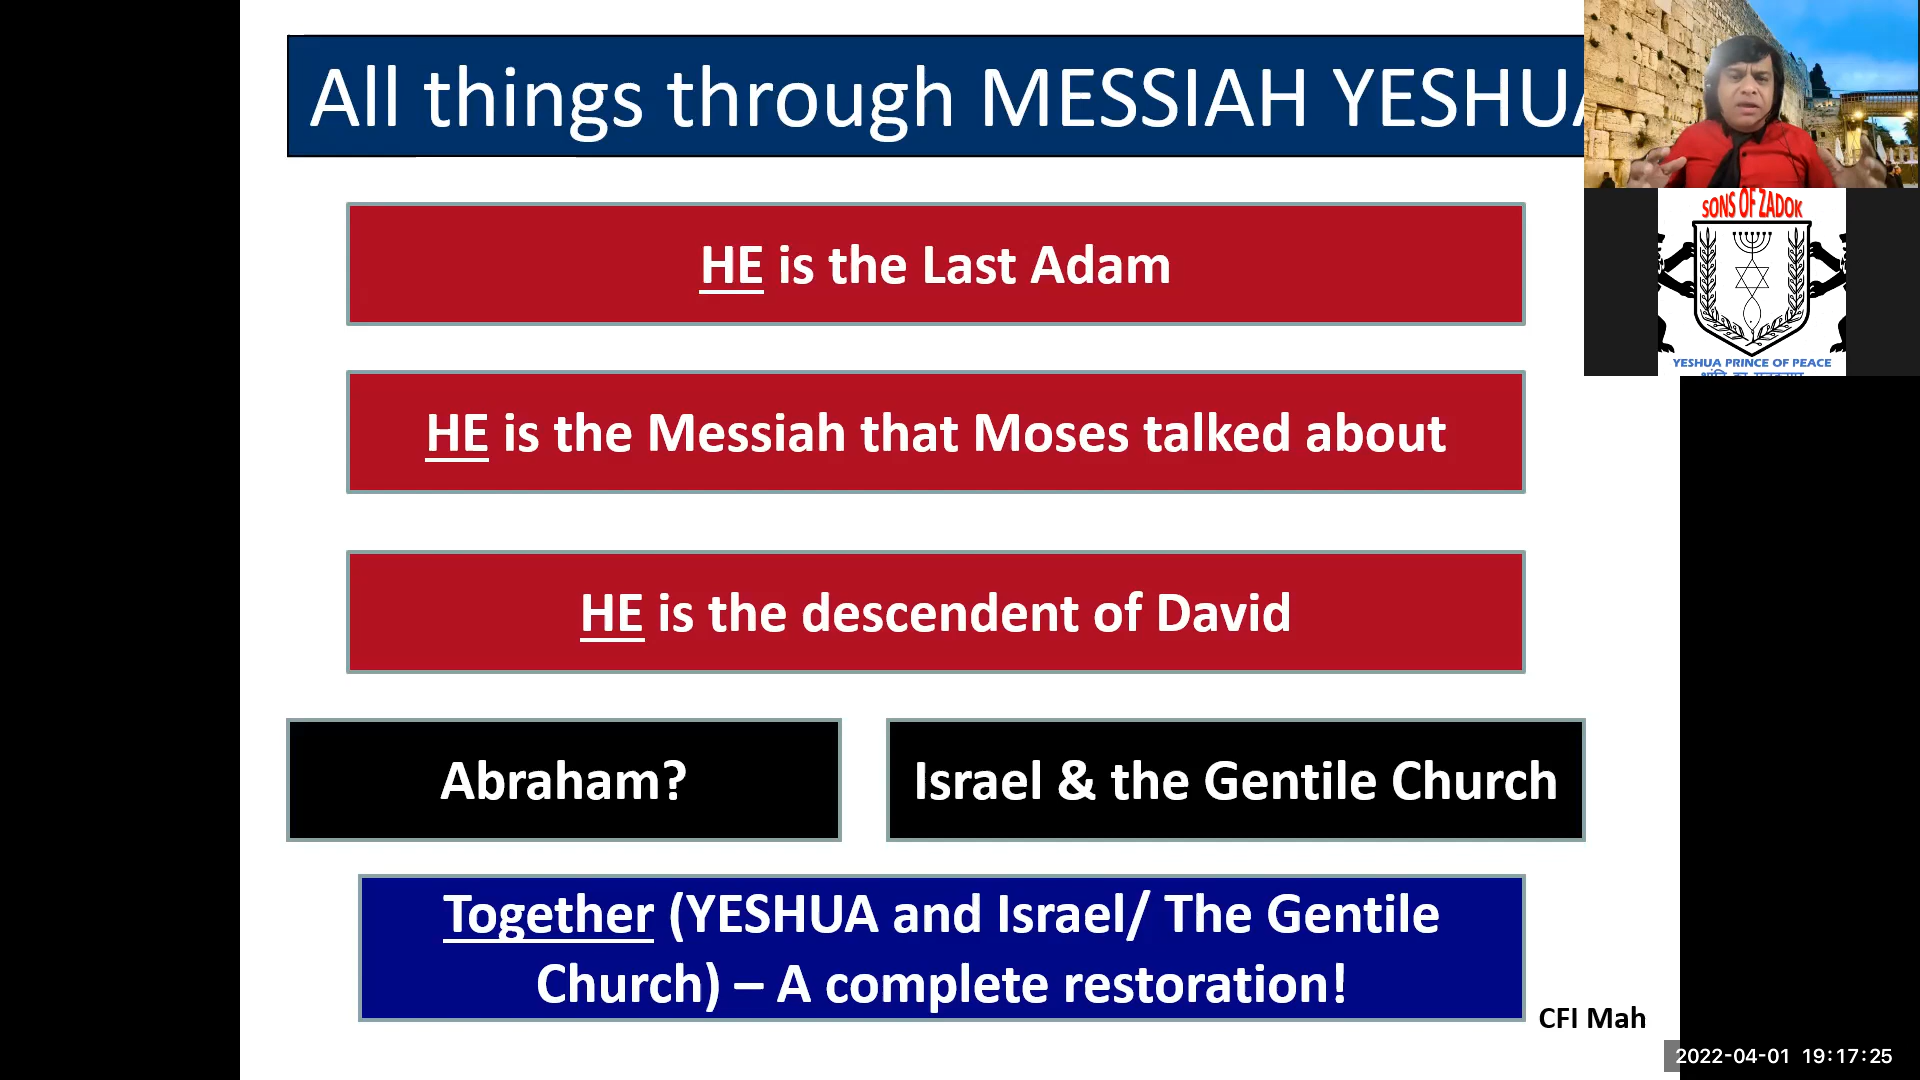 All things through MESSIAH YESHUA
HE is the Last Adam
HE is the Messiah that Moses talked about
HE is the descendent of David
Abraham?
Israel & the Gentile Church
Together (YESHUA and Israel/ The Gentile
Church) – A complete restoration!
CFI Mah
SONS OF ZADOK
YESHUA PRINCE OF PEACE
2022-04-01 19:17:25